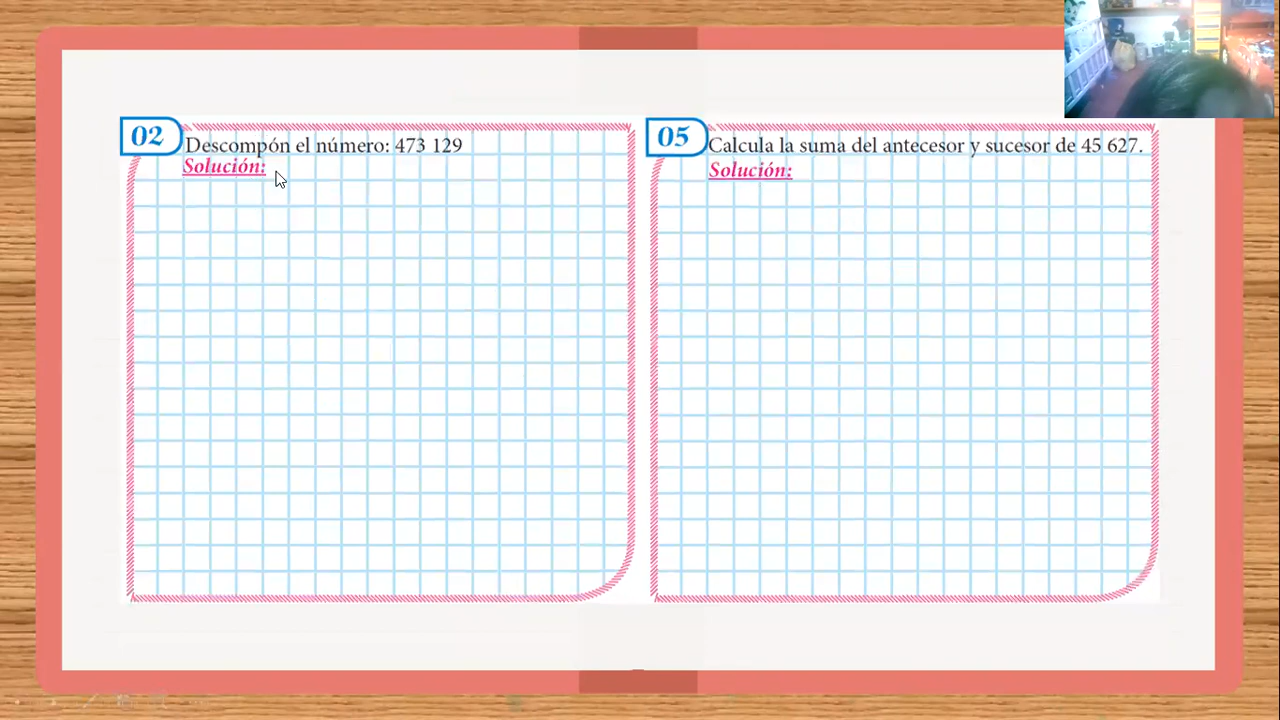 02
Descompón el número: 473 129
Solución:
05
Calcula la suma del antecesor y sucesor de 45 627.
Solución: